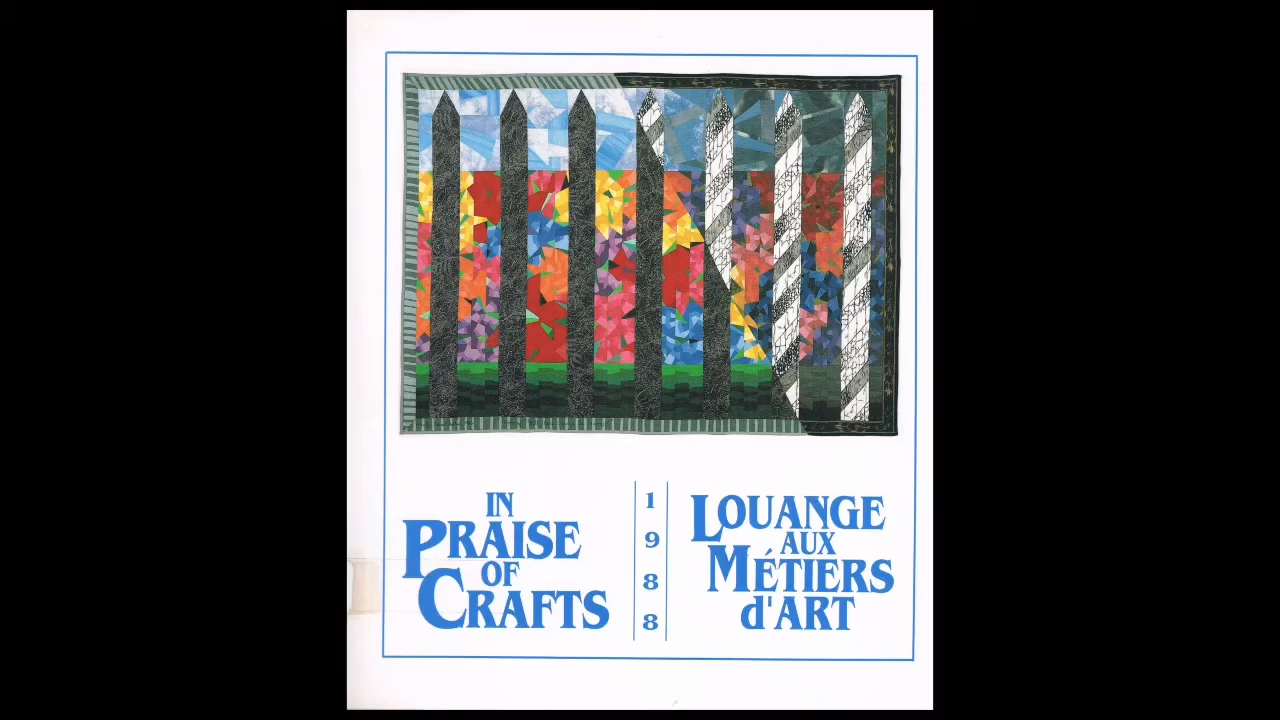 IN
PRAISE
OF
CRAFTS
1
9
8
8
LOUANGE
AUX
MÉTIERS
d'ART